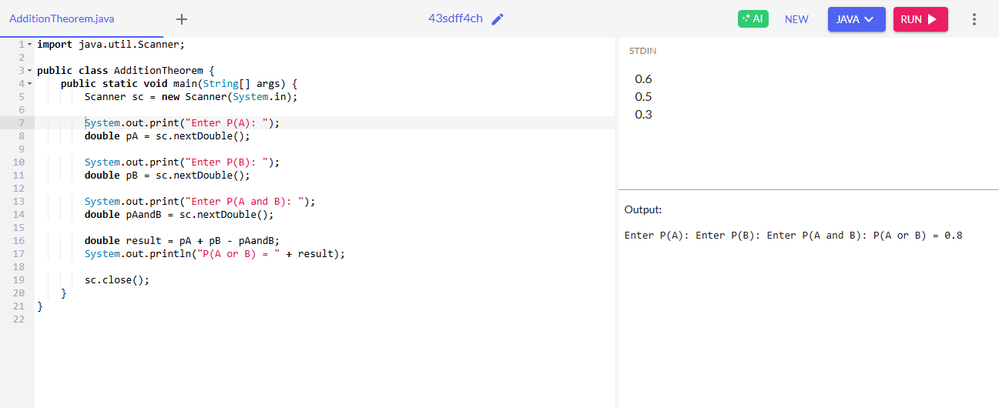 AdditionTheorem.java + 43sdff4ch AI NEW JAVA RUN
1 import java.util.Scanner;
2
3 public class AdditionTheorem {
4     public static void main(String[] args) {
5         Scanner sc = new Scanner(System.in);
6
7         System.out.print("Enter P(A): ");
8         double pA = sc.nextDouble();
9
10         System.out.print("Enter P(B): ");
11         double pB = sc.nextDouble();
12
13         System.out.print("Enter P(A and B): ");
14         double pAandB = sc.nextDouble();
15
16         double result = pA + pB - pAandB;
17         System.out.println("P(A or B) = " + result);
18
19         sc.close();
20     }
21 }
22
STDIN
0.6
0.5
0.3
Output:
Enter P(A): Enter P(B): Enter P(A and B): P(A or B) = 0.8